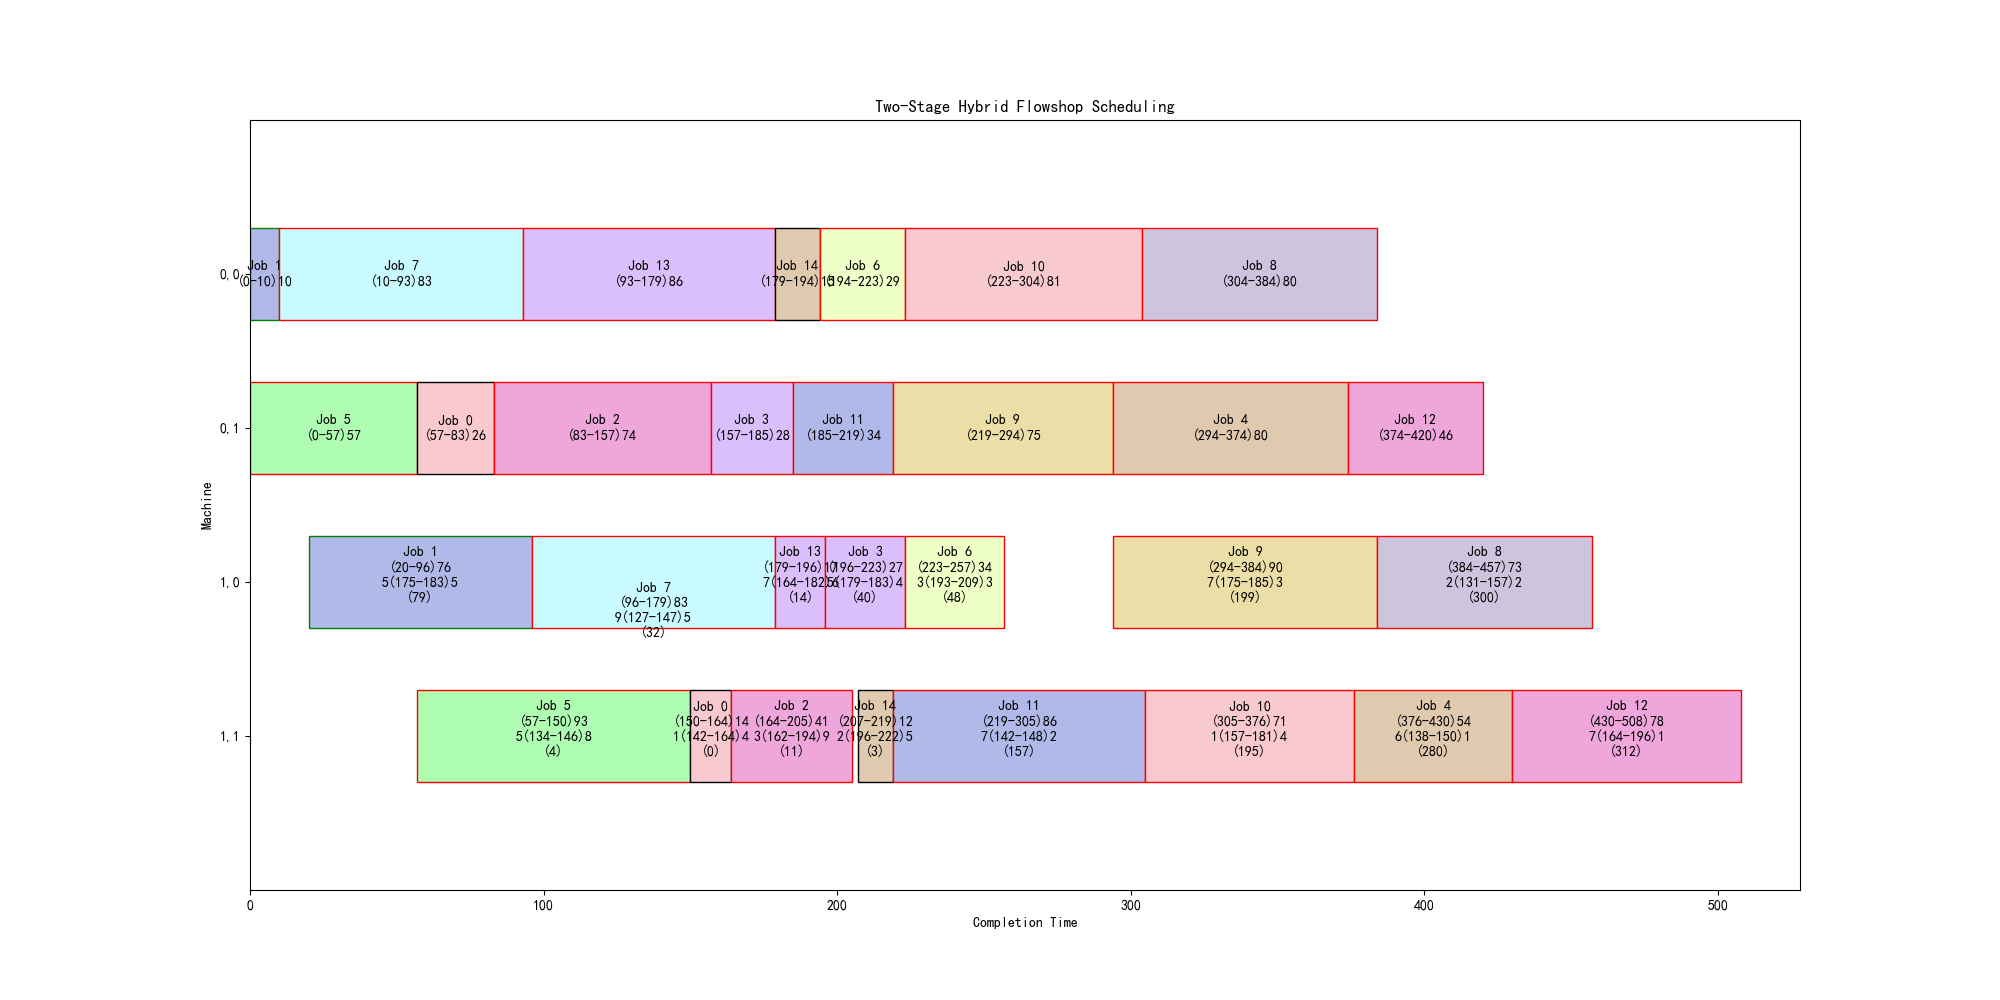 Two-Stage Hybrid Flowshop Scheduling
Machine
0,0
Job 1
(0-10)10
Job 7
(10-93)83
Job 13
(93-179)86
Job 14
(179-194)15
Job 6
(194-223)29
Job 10
(223-304)81
Job 8
(304-384)80
0,1
Job 5
(0-57)57
Job 0
(57-83)26
Job 2
(83-157)74
Job 3
(157-185)28
Job 11
(185-219)34
Job 9
(219-294)75
Job 4
(294-374)80
Job 12
(374-420)46
1,0
Job 1
(20-96)76
5(175-183)5
(79)
Job 7
(96-179)83
9(127-147)5
(32)
Job 13
(179-196)17
7(164-182)6
(14)
Job 3
(196-223)27
(179-183)4
(40)
Job 6
(223-257)34
3(193-209)3
(48)
Job 9
(294-384)90
7(175-185)3
(199)
Job 8
(384-457)73
2(131-157)2
(300)
1,1
Job 5
(57-150)93
5(134-146)8
(4)
Job 0
(150-164)14
1(142-164)4
(0)
Job 2
(164-205)41
3(162-194)9
(11)
Job 14
(207-219)12
2(196-222)5
(3)
Job 11
(219-305)86
7(142-148)2
(157)
Job 10
(305-376)71
1(157-181)4
(195)
Job 4
(376-430)54
6(138-150)1
(280)
Job 12
(430-508)78
7(164-196)1
(312)
0
100
200
300
400
500
Completion Time